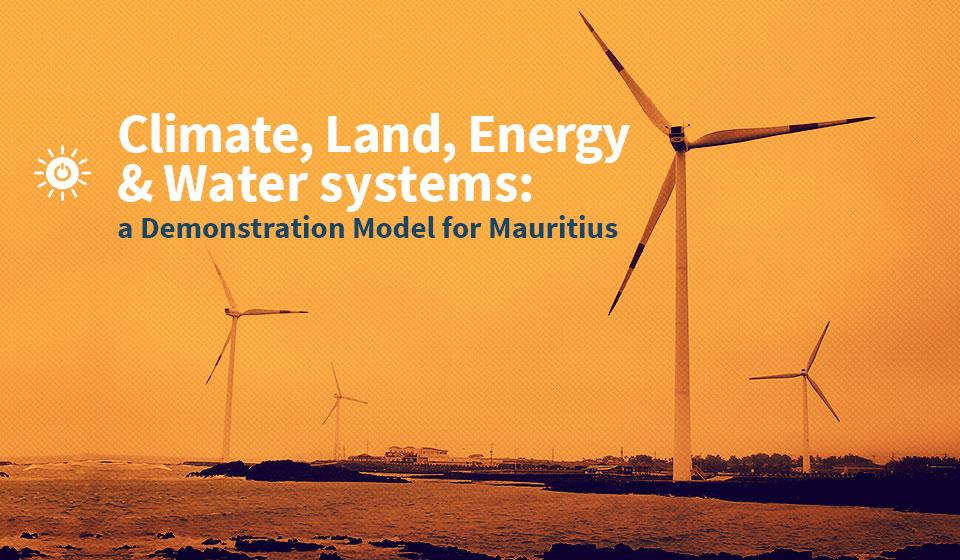 Climate, Land, Energy
& Water systems:
a Demonstration Model for Mauritius